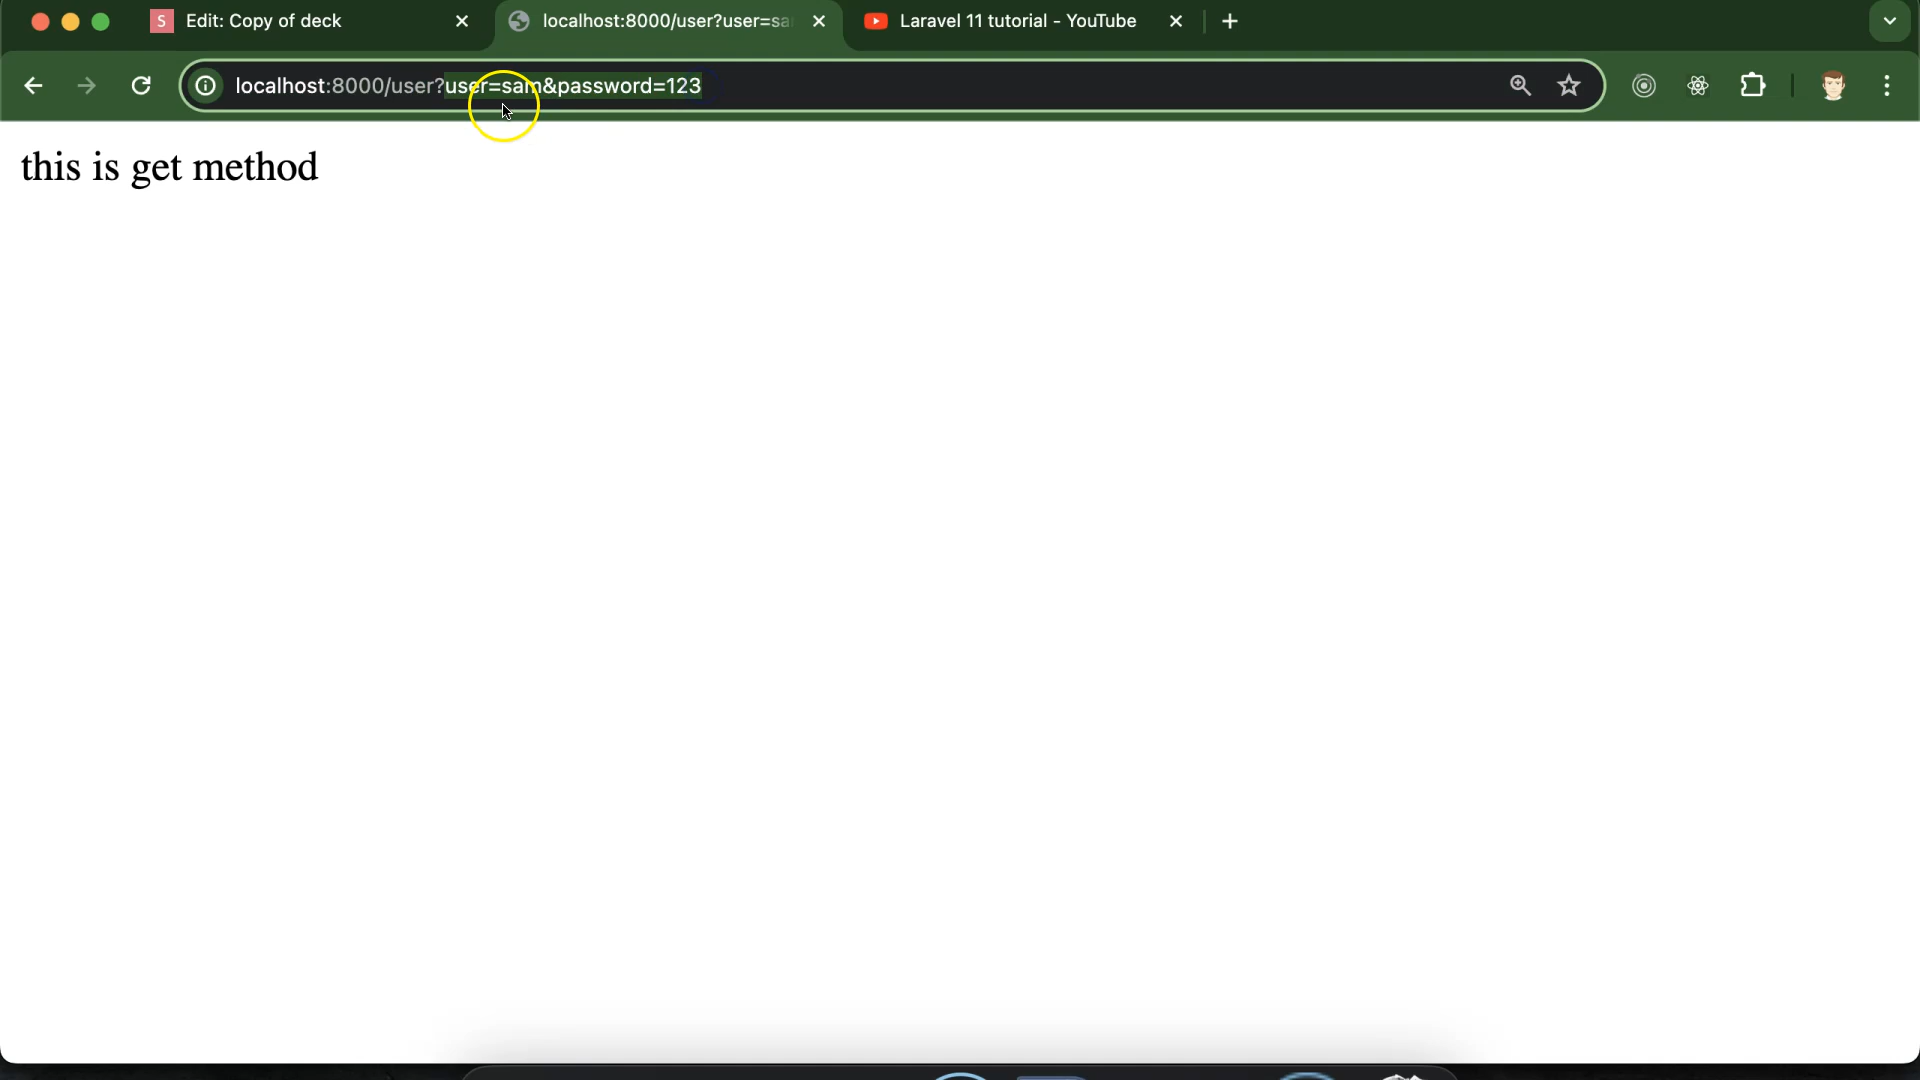 S Edit: Copy of deck
localhost:8000/user?user=sa
Laravel 11 tutorial - YouTube
localhost:8000/user?user=sam&password=123
this is get method